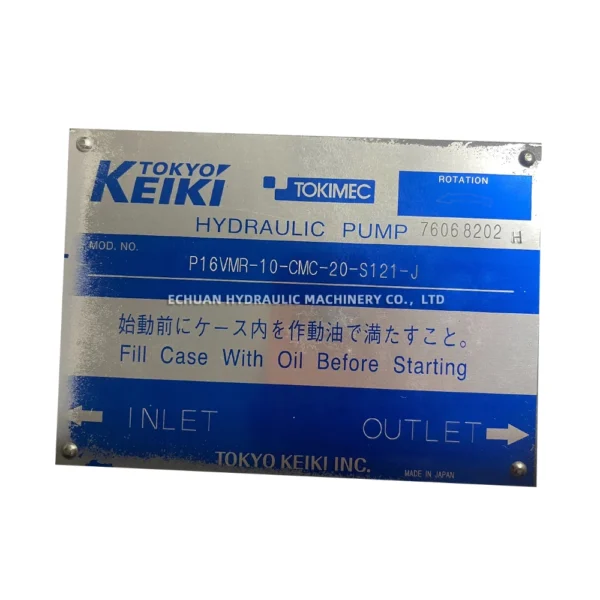 TOKYO
KEIKI
TOKIMEC
ROTATION
HYDRAULIC PUMP 76068202 H
MOD. NO.
P16VMR-10-CMC-20-S121-J
ECHUAN HYDRAULIC MACHINERY CO., LTD
始動前にケース内を作動油で満たすこと。
Fill Case With Oil Before Starting
INLET
OUTLET
TOKYO KEIKI INC.
MADE IN JAPAN